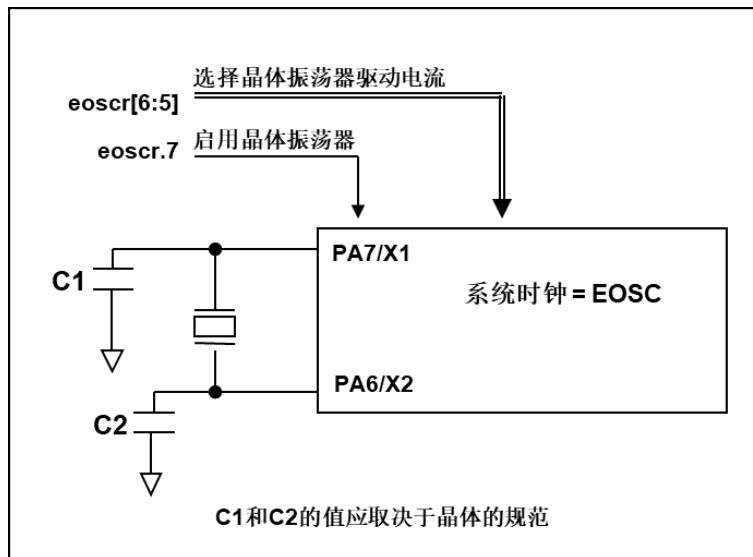 选择晶体振荡器驱动电流
eoscr[6:5]
启用晶体振荡器
eoscr.7
PA7/X1
C1
系统时钟 = EOSC
PA6/X2
C2
C1和C2的值应取决于晶体的规范